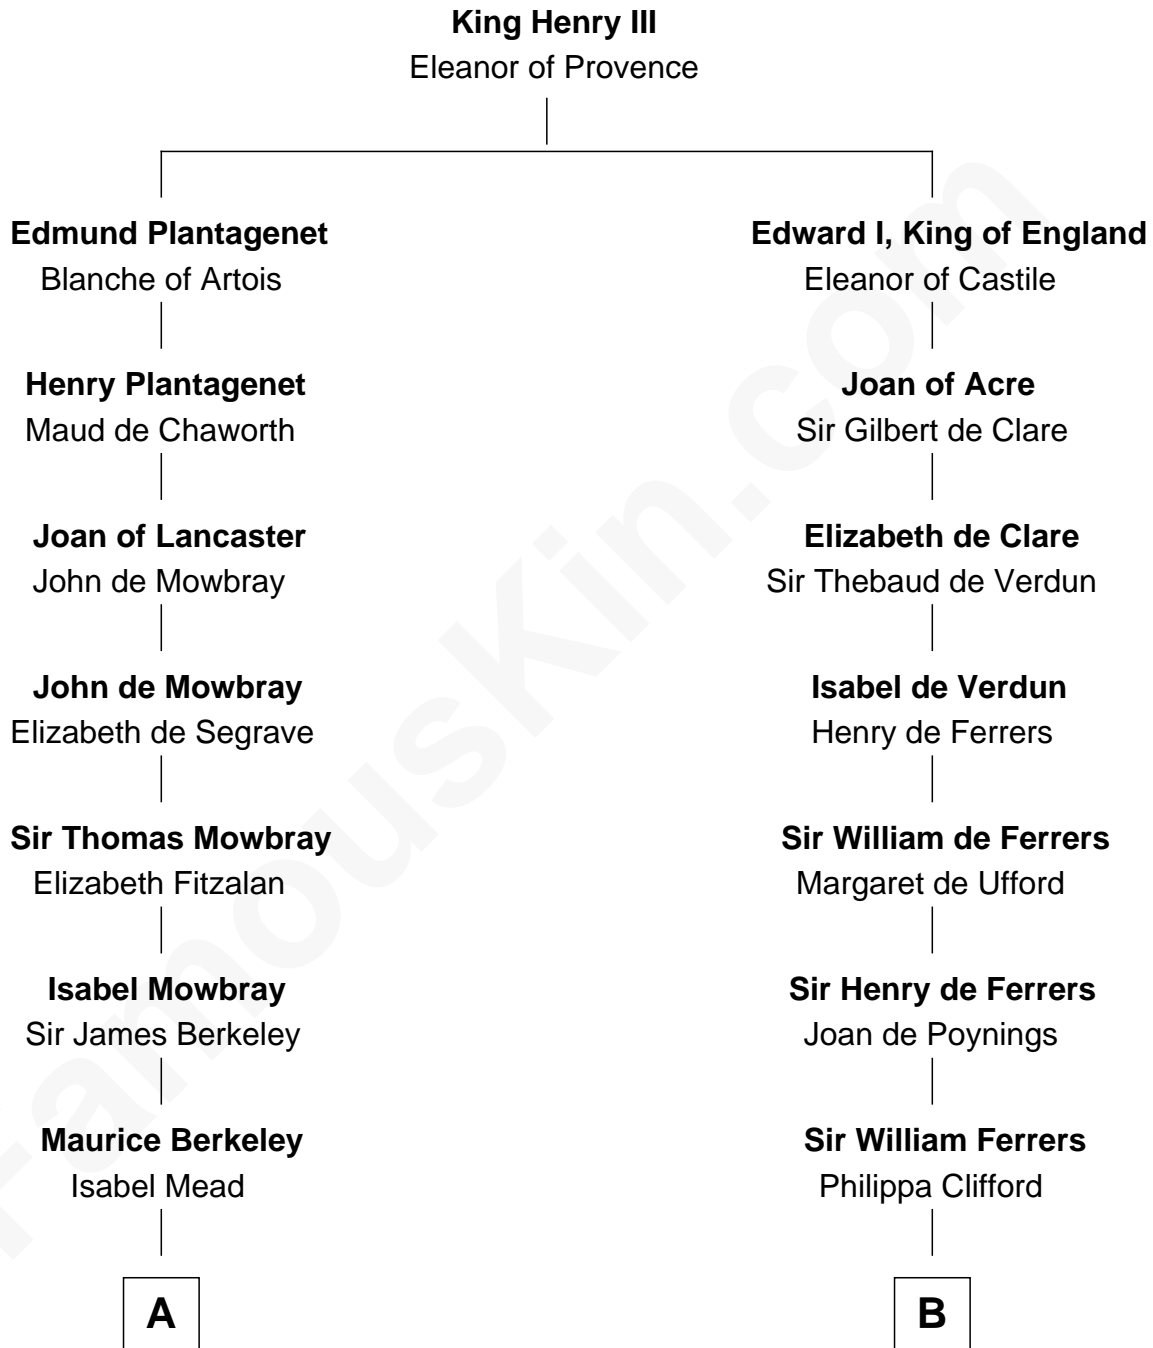 King Henry III
Eleanor of Provence
Edmund Plantagenet
Blanche of Artois
Henry Plantagenet
Maud de Chaworth
Joan of Lancaster
John de Mowbray
John de Mowbray
Elizabeth de Segrave
Sir Thomas Mowbray
Elizabeth Fitzalan
Isabel Mowbray
Sir James Berkeley
Maurice Berkeley
Isabel Mead
A
Edward I, King of England
Eleanor of Castile
Joan of Acre
Sir Gilbert de Clare
Elizabeth de Clare
Sir Thebaud de Verdun
Isabel de Verdun
Henry de Ferrers
Sir William de Ferrers
Margaret de Ufford
Sir Henry de Ferrers
Joan de Poynings
Sir William Ferrers
Philippa Clifford
B
FamousKin.com